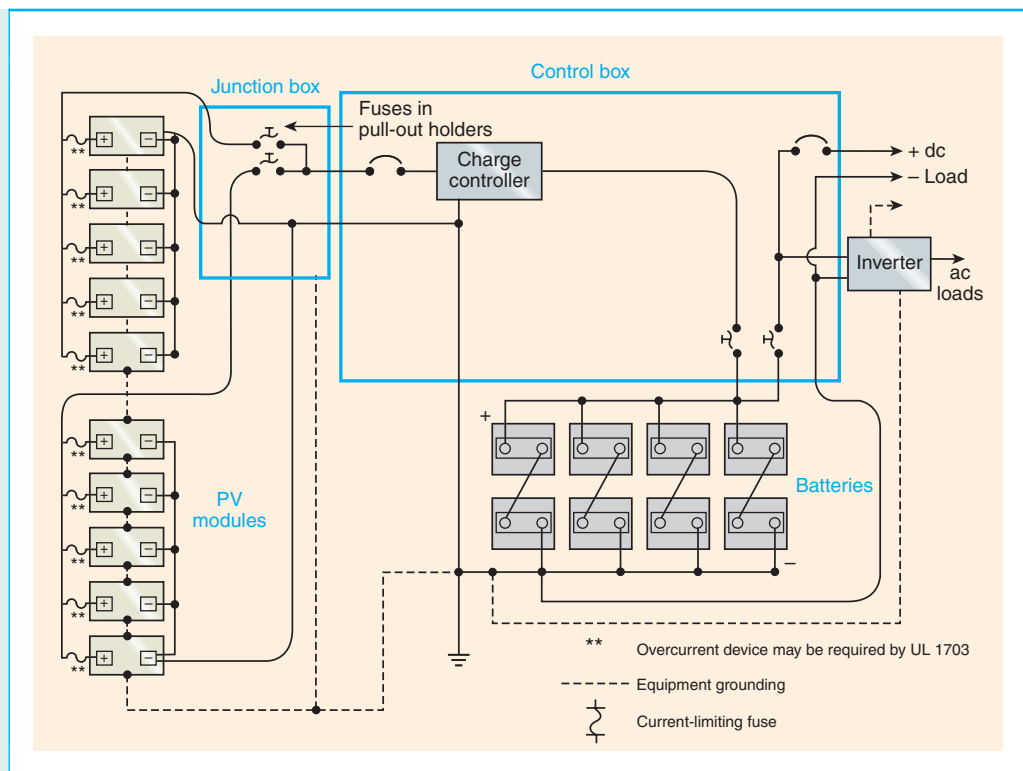 Control box
Junction box
Fuses in
pull-out holders
Charge
controller
+ dc
– Load
Inverter
ac
loads
+ –
**
+ –
**
+ –
**
+ –
**
+ –
**
+ –
**
+ –
**
+ –
**
+ –
**
+ –
**
PV
modules
+
Batteries
–
** Overcurrent device may be required by UL 1703
Equipment grounding
Current-limiting fuse